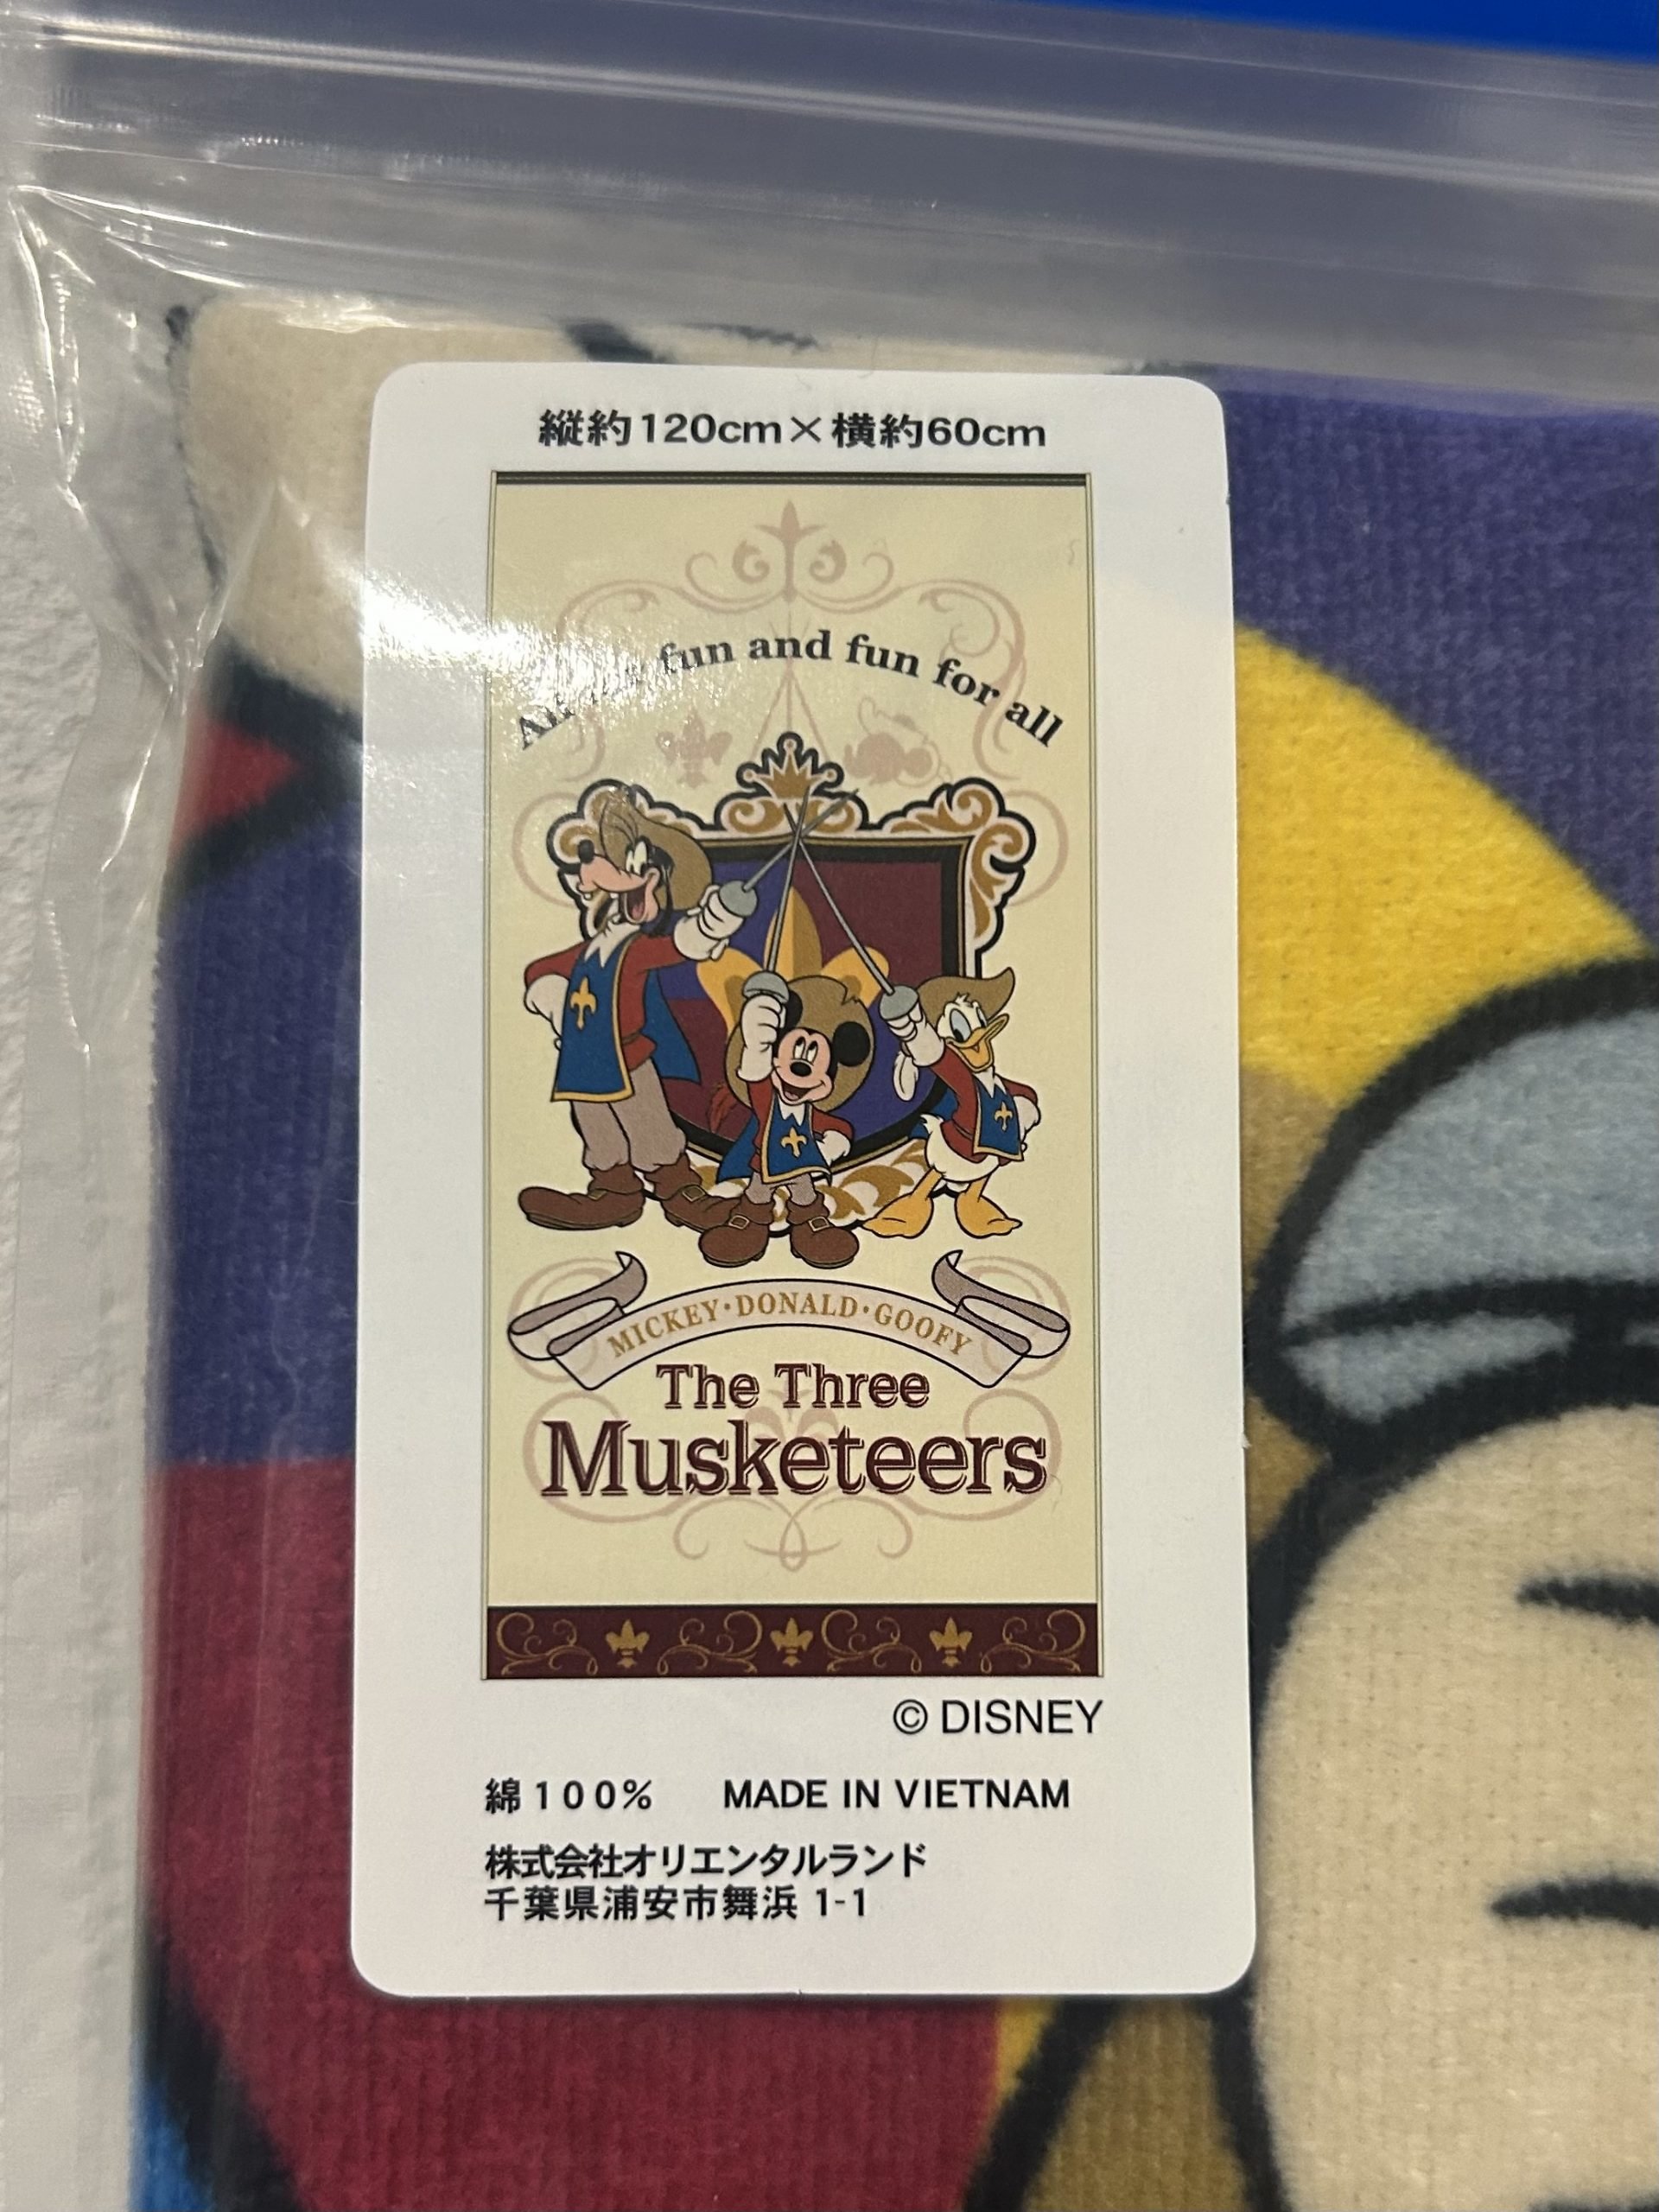 縦約120cm×横約60cm
All for fun and fun for all
MICKEY・DONALD・GOOFY
The Three
Musketeers
© DISNEY
綿100% MADE IN VIETNAM
株式会社オリエンタルランド
千葉県浦安市舞浜 1-1